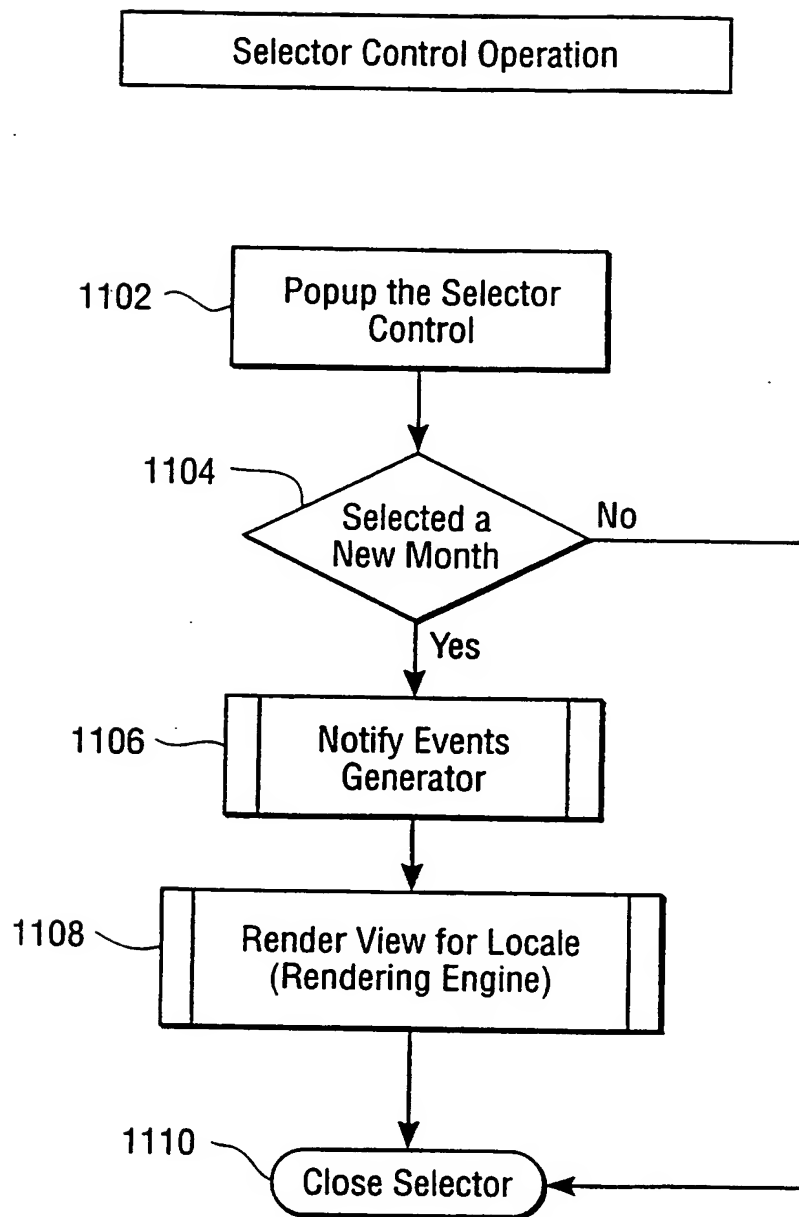 Selector Control Operation
1102
Popup the Selector
Control
1104
Selected a
New Month
No
Yes
1106
Notify Events
Generator
1108
Render View for Locale
(Rendering Engine)
1110
Close Selector